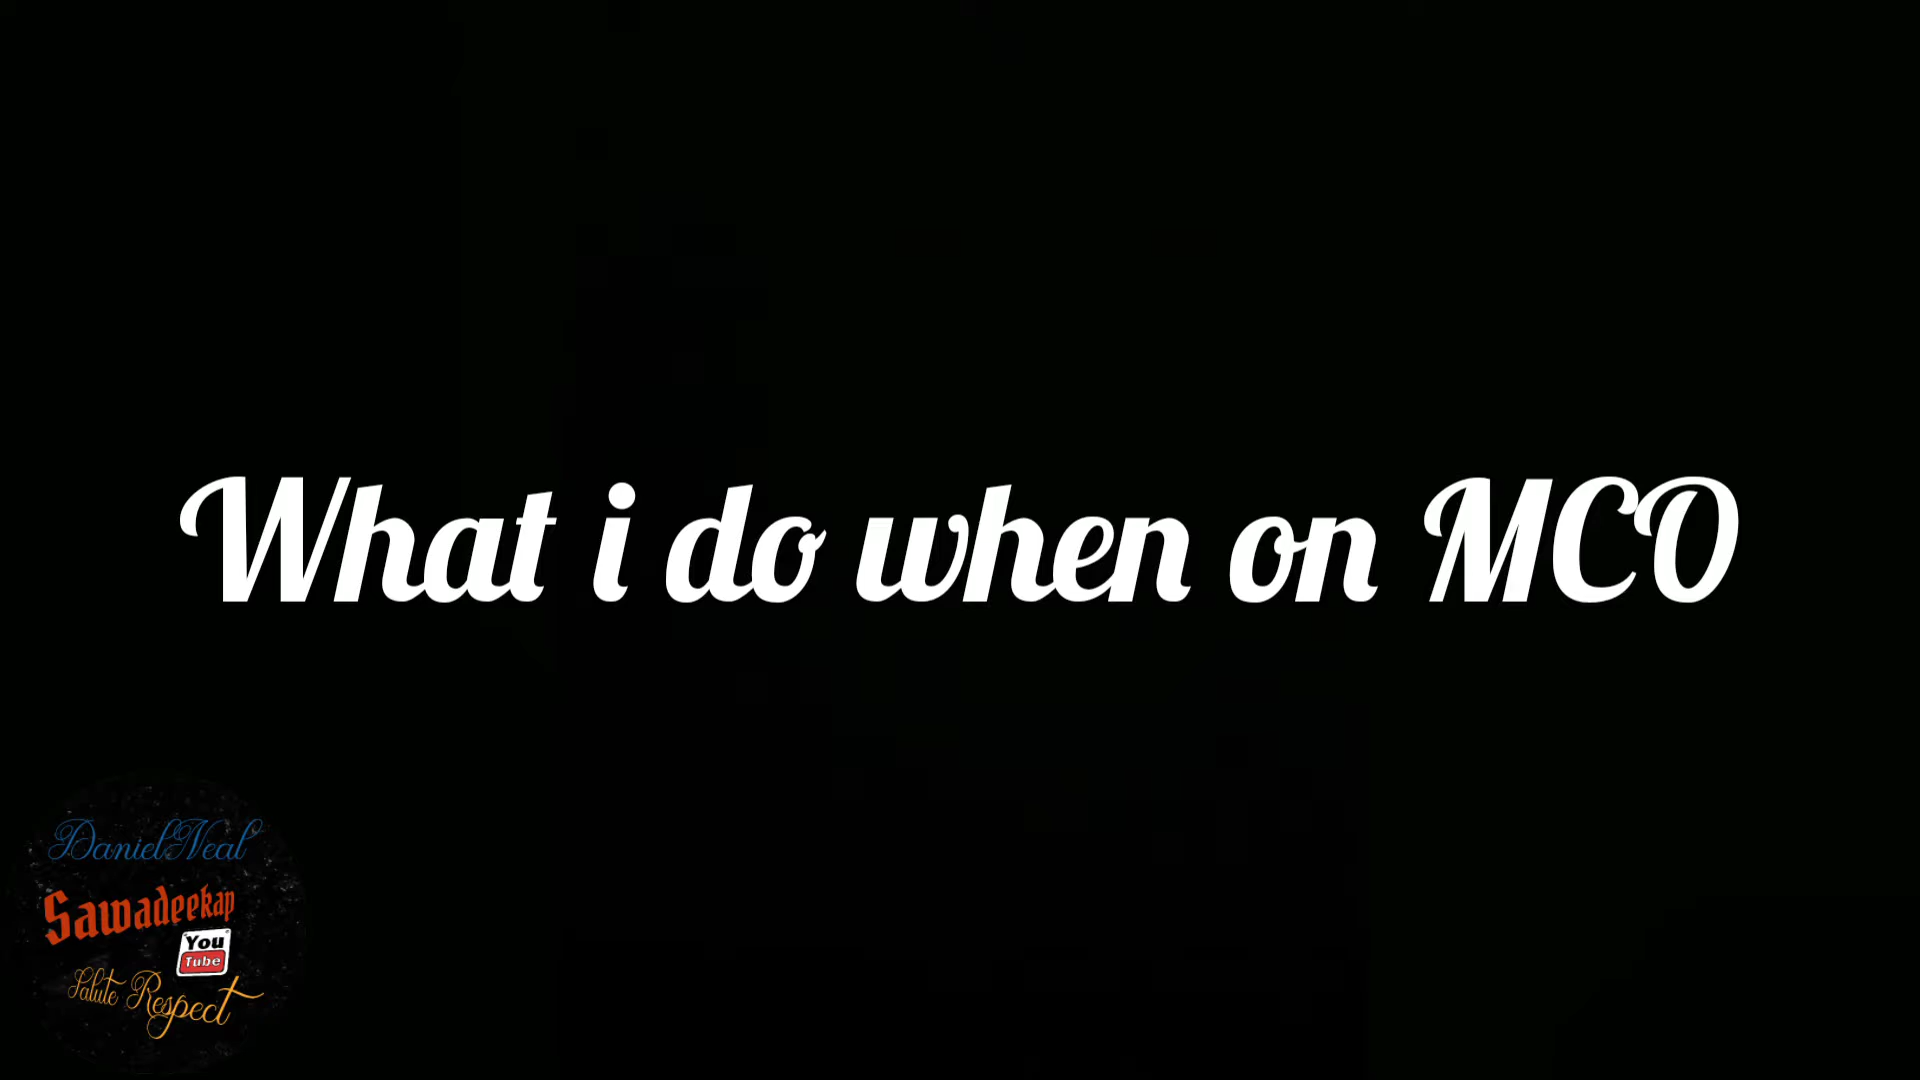 What i do when on MCO
DanielNeal
Sawadeekap
You
Tube
Salute Respect